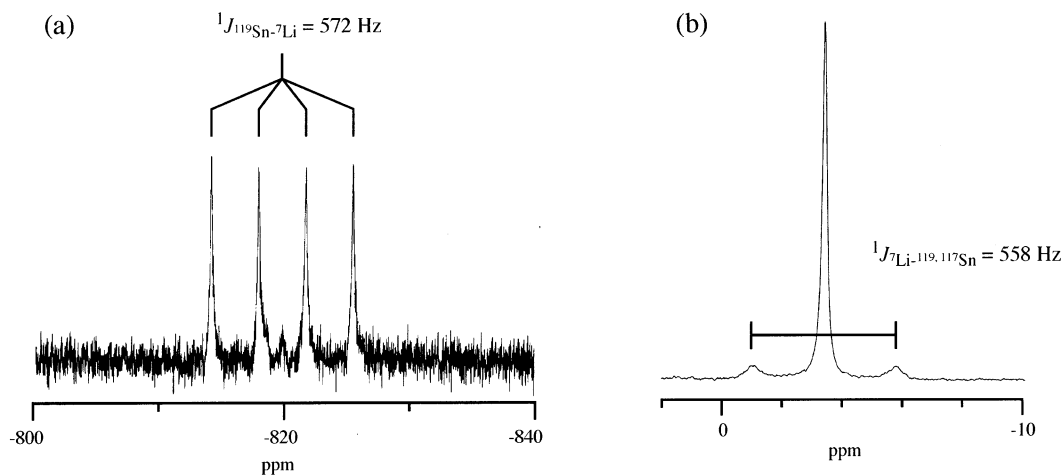 (a)
¹J₁₁₉Sn-⁷Li = 572 Hz
-800
-820
-840
ppm
(b)
¹J⁷Li-¹¹⁹, ¹¹⁷Sn = 558 Hz
0
-10
ppm